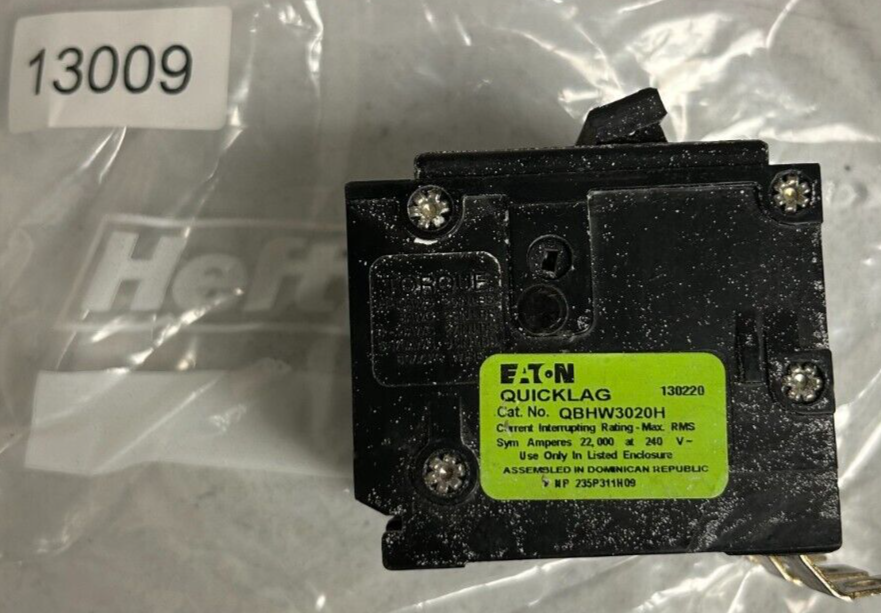 13009
Heft
TORQUE
EATON
QUICKLAG 130220
Cat. No. QBHW3020H
Current Interrupting Rating - Max. RMS
Sym Amperes 22,000 at 240 V~
Use Only In Listed Enclosure
ASSEMBLED IN DOMINICAN REPUBLIC
NP 235P311H09